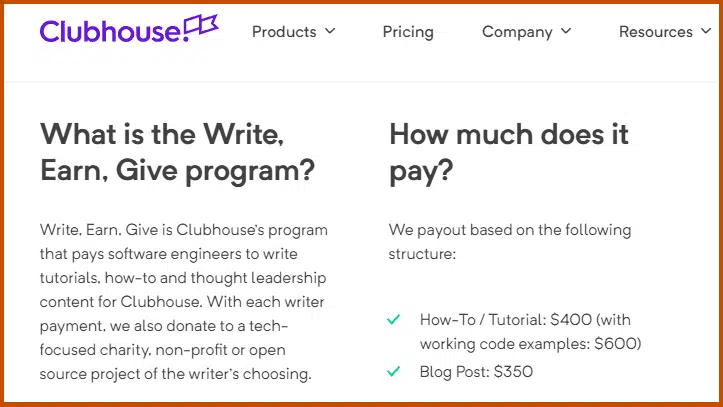 Clubhouse
Products
Pricing
Company
Resources
What is the Write,
Earn, Give program?
Write, Earn, Give is Clubhouse's program
that pays software engineers to write
tutorials, how-to and thought leadership
content for Clubhouse. With each writer
payment, we also donate to a tech-
focused charity, non-profit or open
source project of the writer's choosing.
How much does it
pay?
We payout based on the following
structure:
How-To / Tutorial: $400 (with
working code examples: $600)
Blog Post: $350